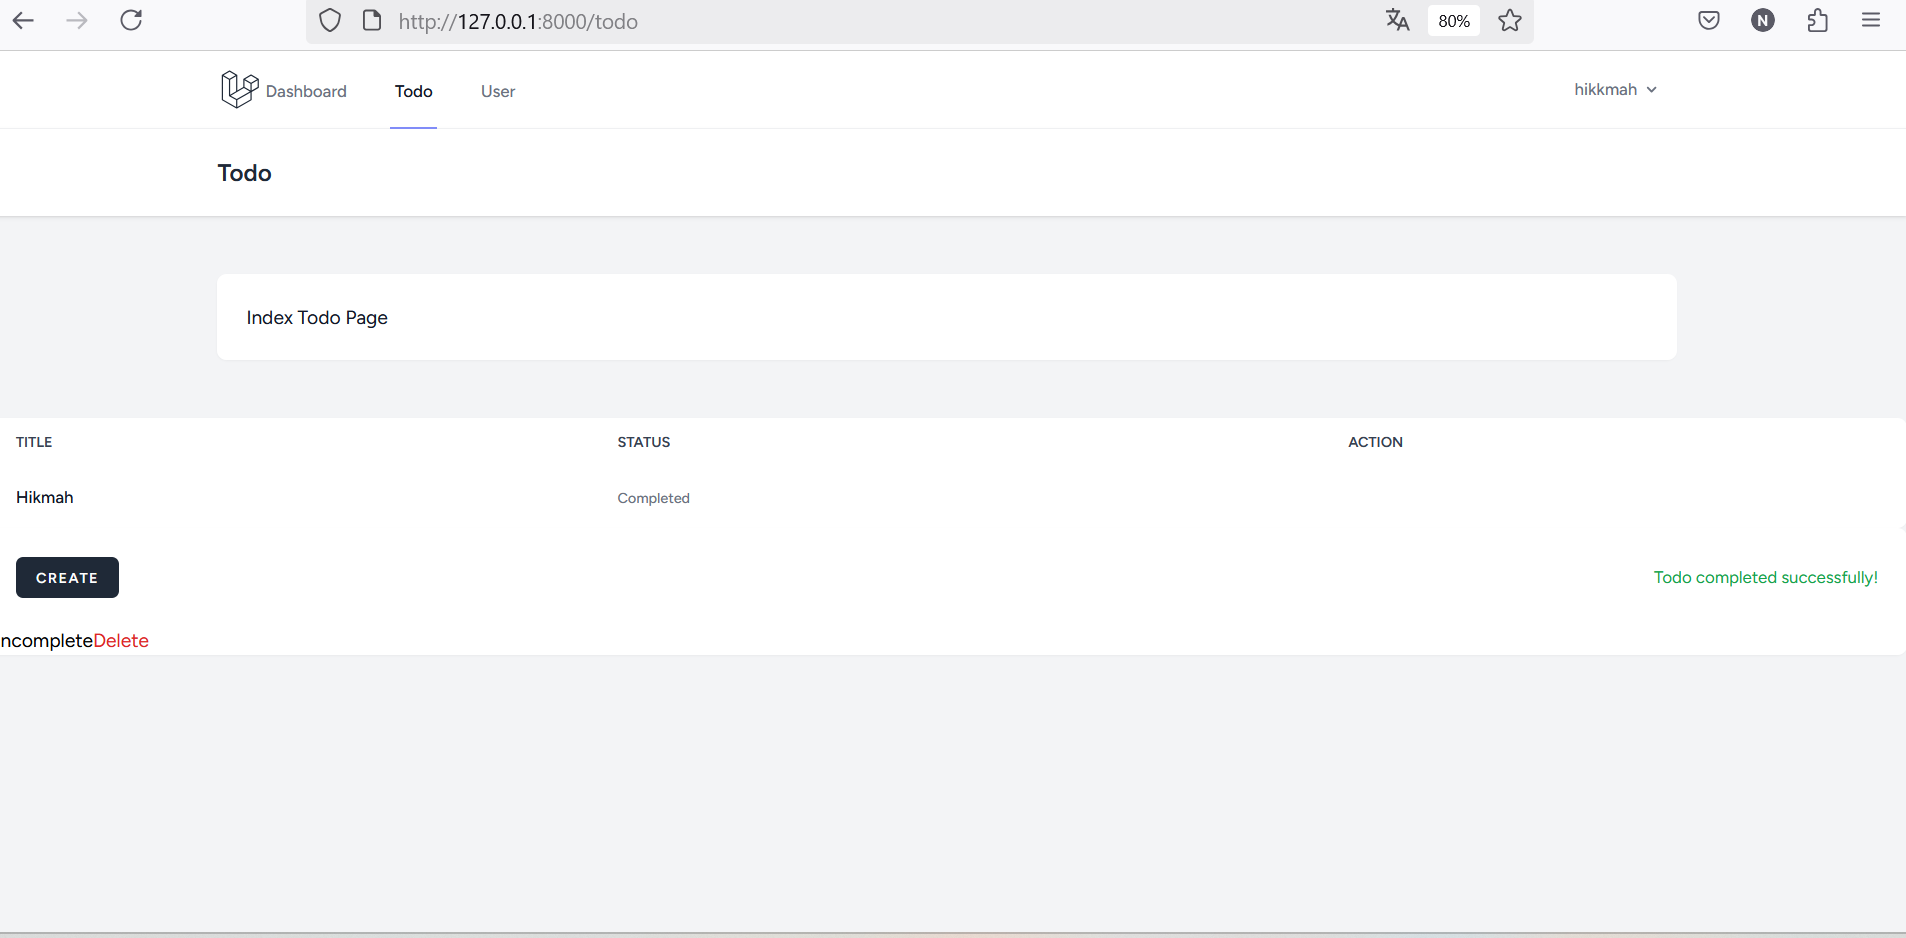 http://127.0.0.1:8000/todo
80%
N
Dashboard
Todo
User
hikkmah
Todo
Index Todo Page
TITLE STATUS ACTION
Hikmah Completed
CREATE
Todo completed successfully!
ncompleteDelete